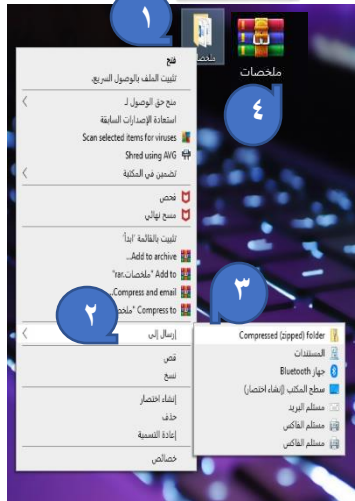 ١
ملخصا
ملخصات
٤
فتح
تثبيت الملف بالوصول السريع.
منح حق الوصول لـ
استعادة الإصدارات السابقة
Scan selected items for viruses
Shred using AVG
تضمين في المكتبة
فحص
مسح نهائي
تثبيت بالقائمة "ابدأ"
Add to archive...
Add to "ملخصات.rar"
Compress and email...
Compress to "ملخص
٢
٣
إرسال إلى
قص
نسخ
إنشاء اختصار
حذف
إعادة التسمية
خصائص
Compressed (zipped) folder
المستندات
جهاز Bluetooth
سطح المكتب (إنشاء اختصار)
مستلم البريد
مستلم الفاكس
مستلم الفاكس